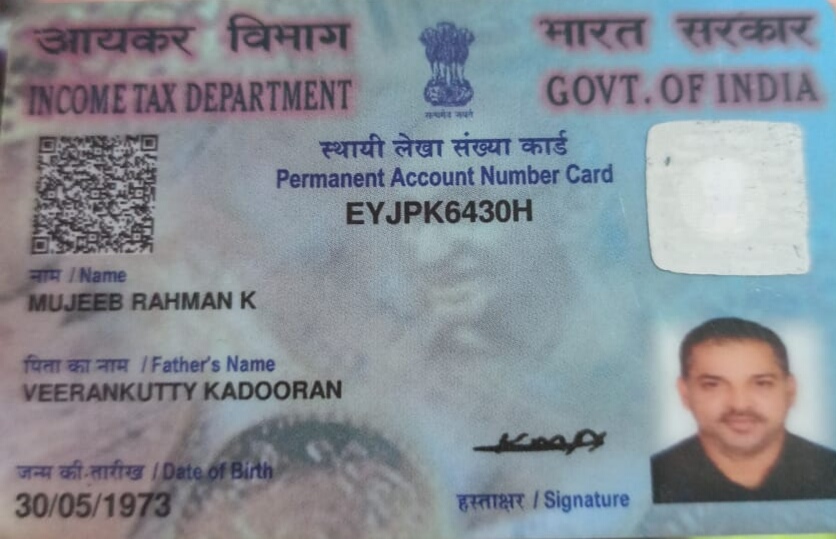 आयकर विभाग
INCOME TAX DEPARTMENT
भारत सरकार
GOVT. OF INDIA
सत्यमेव जयते
स्थायी लेखा संख्या कार्ड
Permanent Account Number Card
EYJPK6430H
नाम / Name
MUJEEB RAHMAN K
पिता का नाम / Father's Name
VEERANKUTTY KADOORAN
जन्म की तारीख / Date of Birth
30/05/1973
हस्ताक्षर / Signature